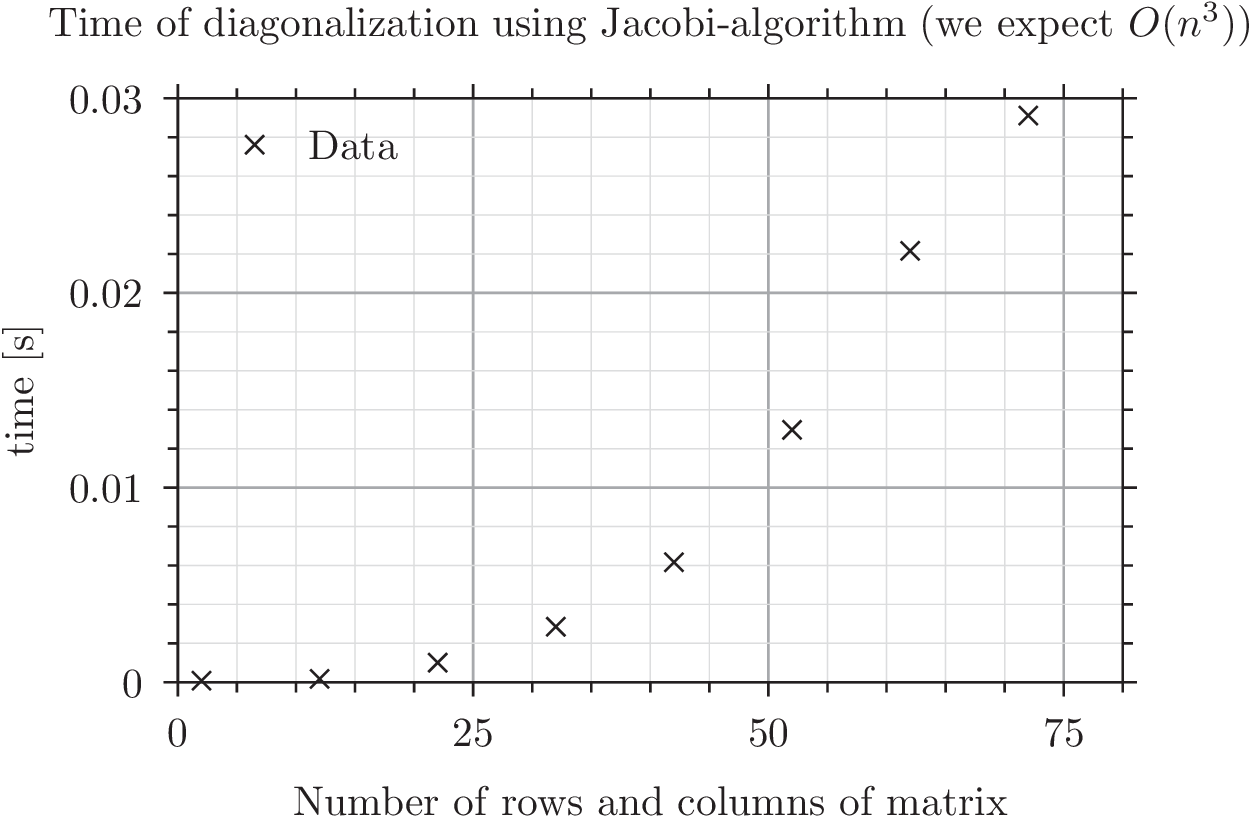 Time of diagonalization using Jacobi-algorithm (we expect O(n³))
0.03
Data
0.02
time [s]
0.01
0
0 25 50 75
Number of rows and columns of matrix